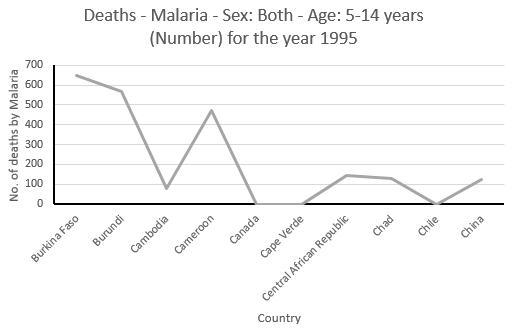 Deaths - Malaria - Sex: Both - Age: 5-14 years
(Number) for the year 1995
No. of deaths by Malaria
700
600
500
400
300
200
100
0
Burkina Faso
Burundi
Cambodia
Cameroon
Canada
Cape Verde
Central African Republic
Chad
Chile
China
Country